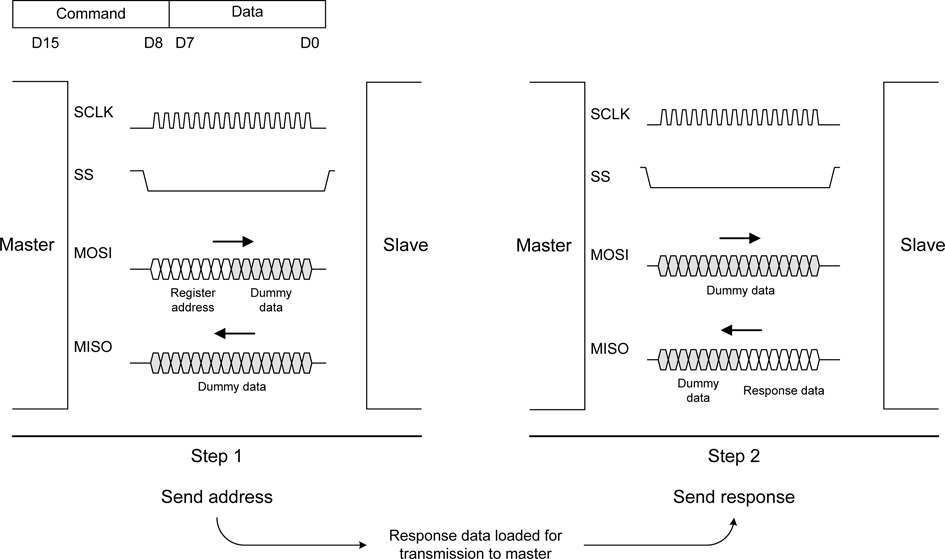 Command
Data
D15
D8
D7
D0
Master
SCLK
SS
MOSI
Register
address
Dummy
data
MISO
Dummy data
Slave
Master
SCLK
SS
MOSI
Dummy data
MISO
Dummy
data
Response data
Slave
Step 1
Step 2
Send address
Send response
Response data loaded for
transmission to master